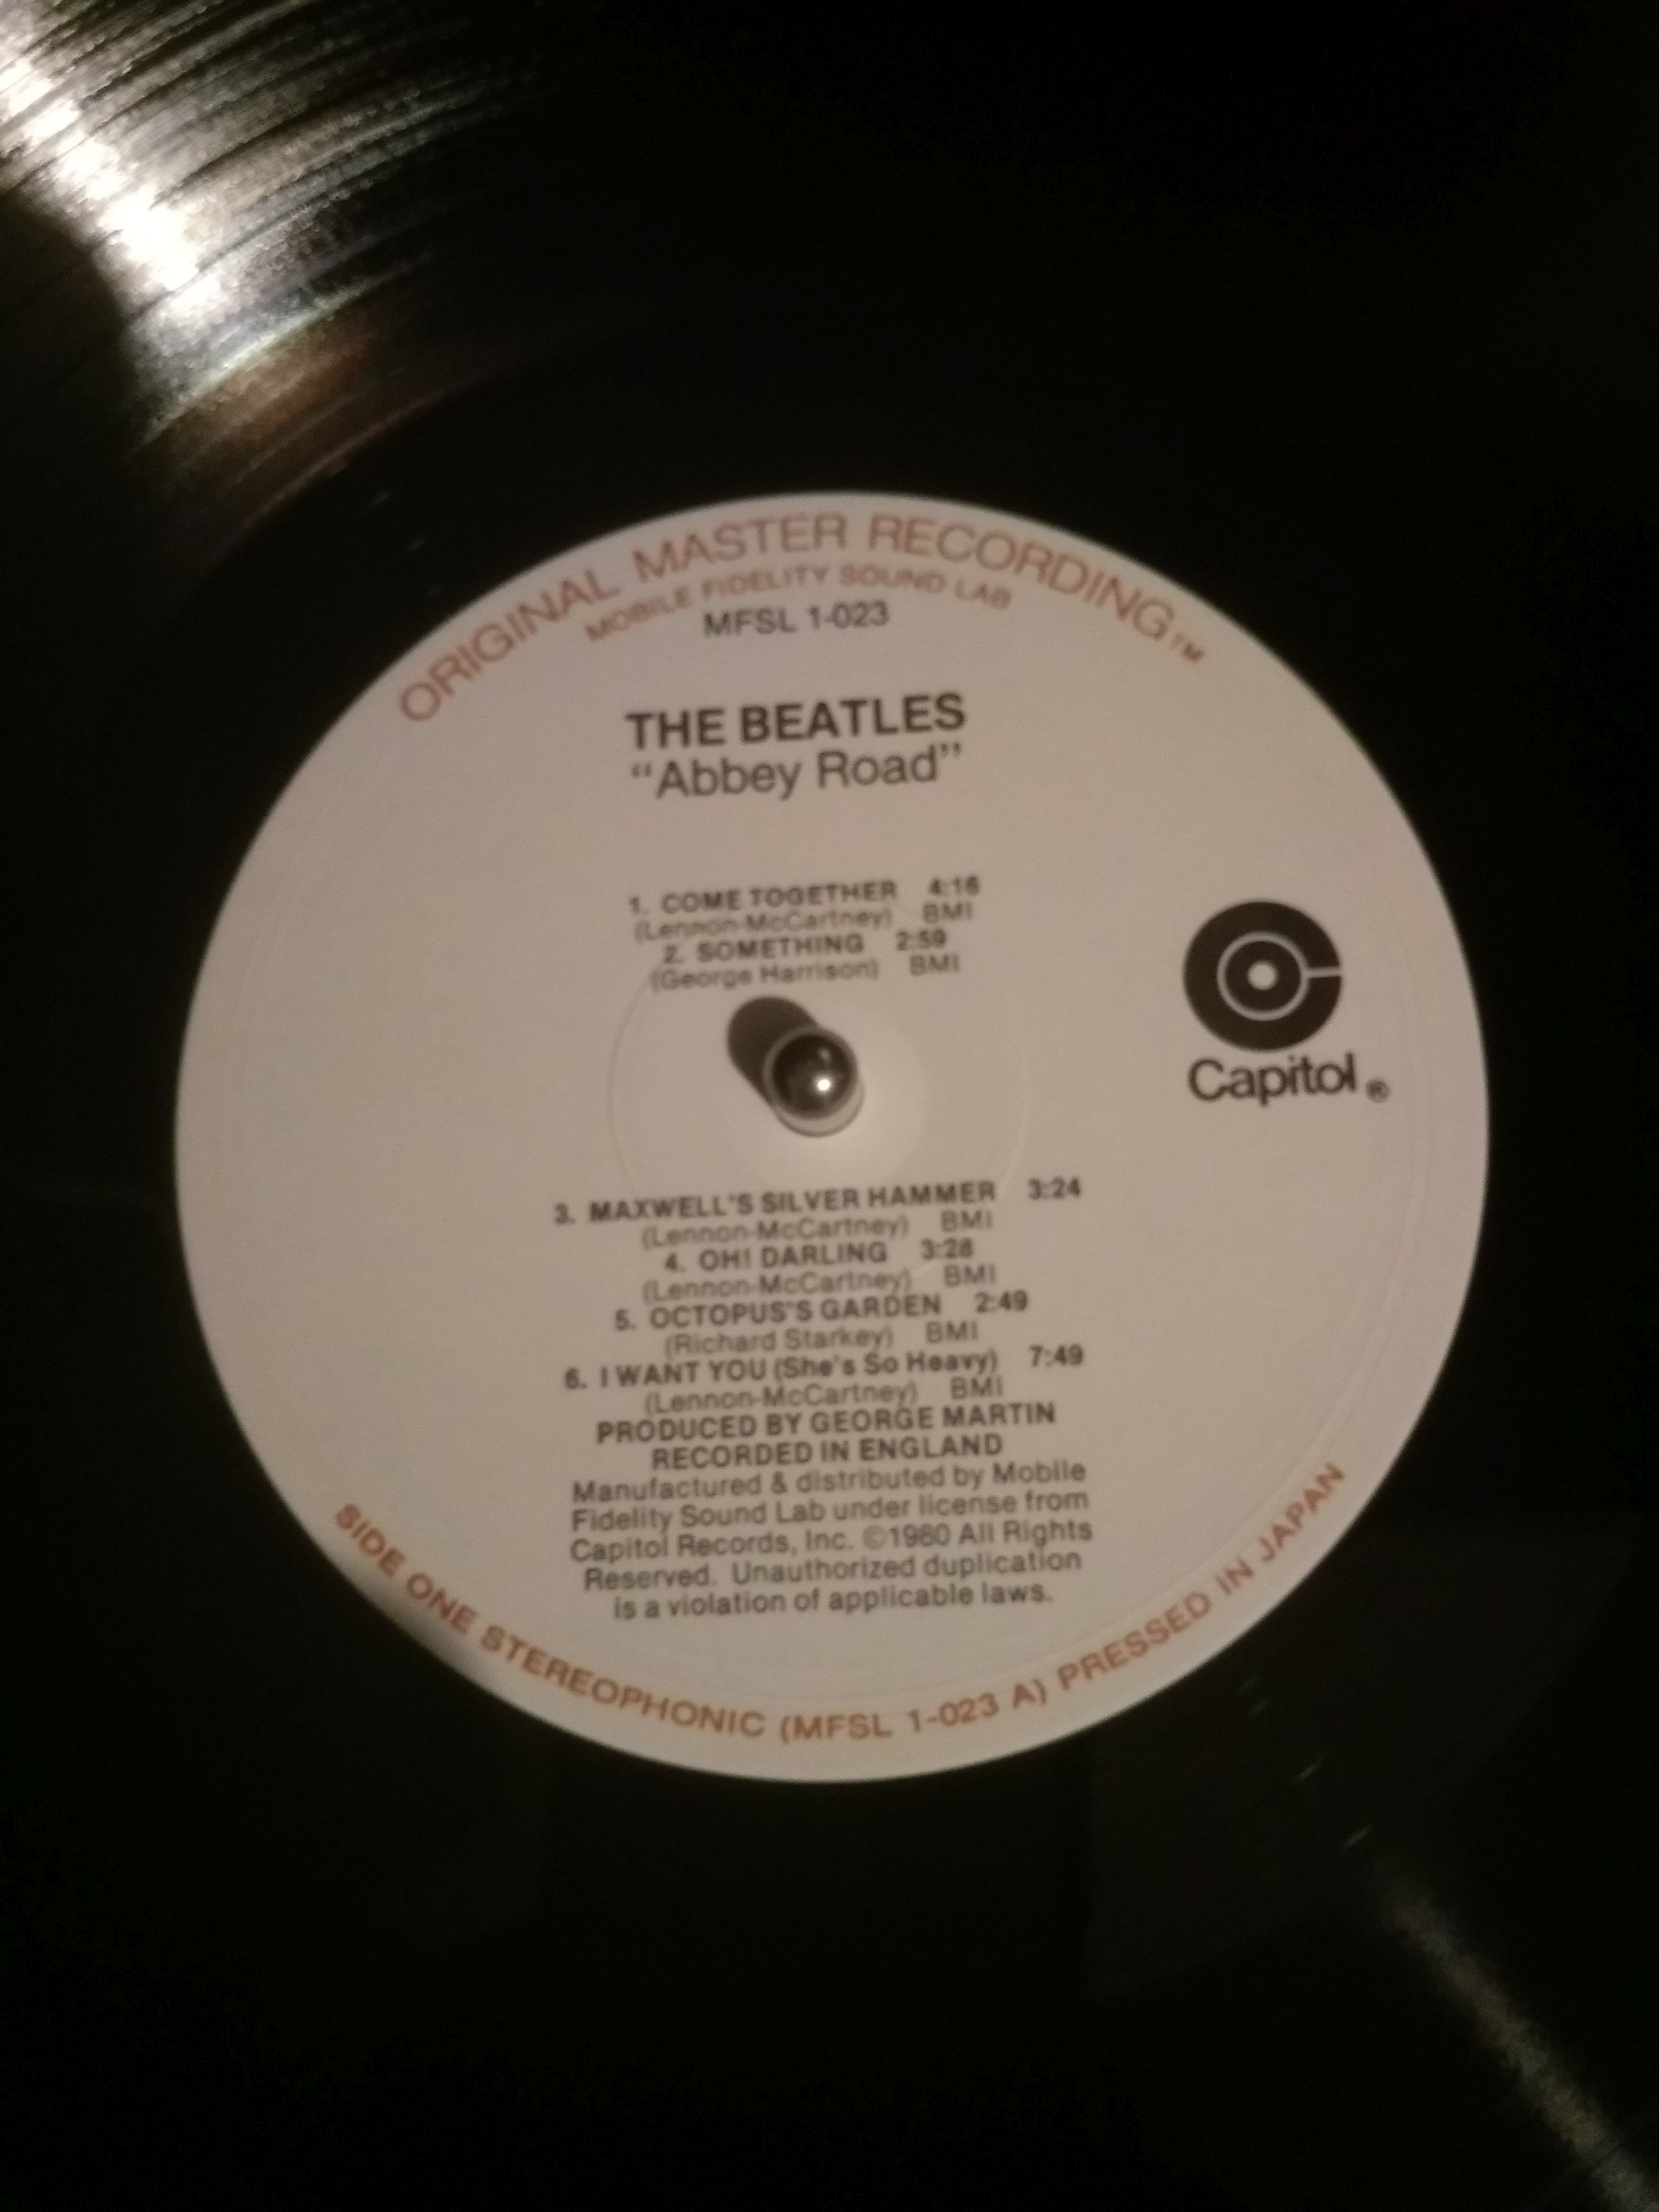 ORIGINAL MASTER RECORDING™
MOBILE FIDELITY SOUND LAB
MFSL 1-023
THE BEATLES
“Abbey Road”
1. COME TOGETHER 4:16
(Lennon-McCartney) BMI
2. SOMETHING 2:59
(George Harrison) BMI
Capitol®
3. MAXWELL'S SILVER HAMMER 3:24
(Lennon-McCartney) BMI
4. OH! DARLING 3:28
(Lennon-McCartney) BMI
5. OCTOPUS'S GARDEN 2:49
(Richard Starkey) BMI
6. I WANT YOU (She's So Heavy) 7:49
(Lennon-McCartney) BMI
PRODUCED BY GEORGE MARTIN
RECORDED IN ENGLAND
Manufactured & distributed by Mobile
Fidelity Sound Lab under license from
Capitol Records, Inc. ©1980 All Rights
Reserved. Unauthorized duplication
is a violation of applicable laws.
SIDE ONE STEREOPHONIC (MFSL 1-023 A) PRESSED IN JAPAN